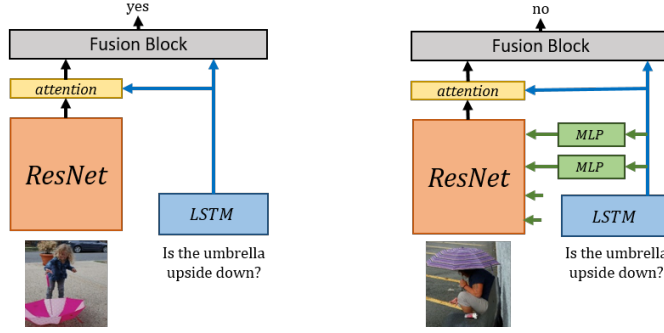 yes
Fusion Block
attention
ResNet
LSTM
Is the umbrella
upside down?
no
Fusion Block
attention
MLP
ResNet
MLP
LSTM
Is the umbrella
upside down?